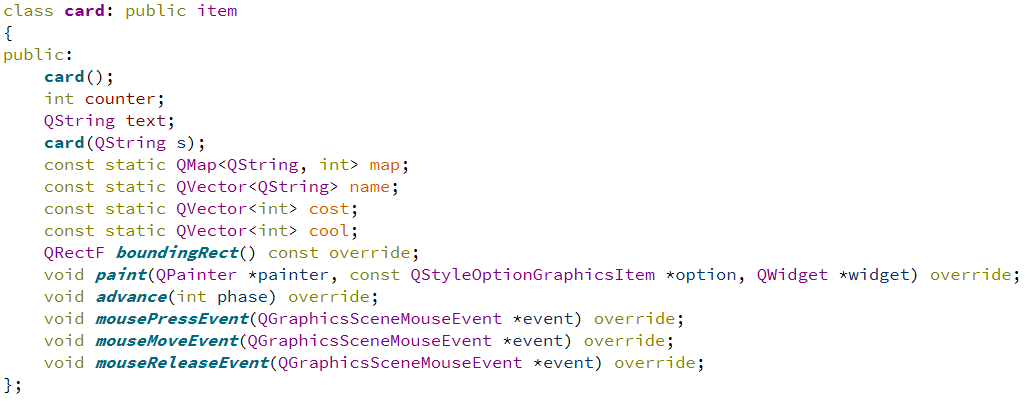 class card: public item
{
public:
    card();
    int counter;
    QString text;
    card(QString s);
    const static QMap<QString, int> map;
    const static QVector<QString> name;
    const static QVector<int> cost;
    const static QVector<int> cool;
    QRectF boundingRect() const override;
    void paint(QPainter *painter, const QStyleOptionGraphicsItem *option, QWidget *widget) override;
    void advance(int phase) override;
    void mousePressEvent(QGraphicsSceneMouseEvent *event) override;
    void mouseMoveEvent(QGraphicsSceneMouseEvent *event) override;
    void mouseReleaseEvent(QGraphicsSceneMouseEvent *event) override;
};